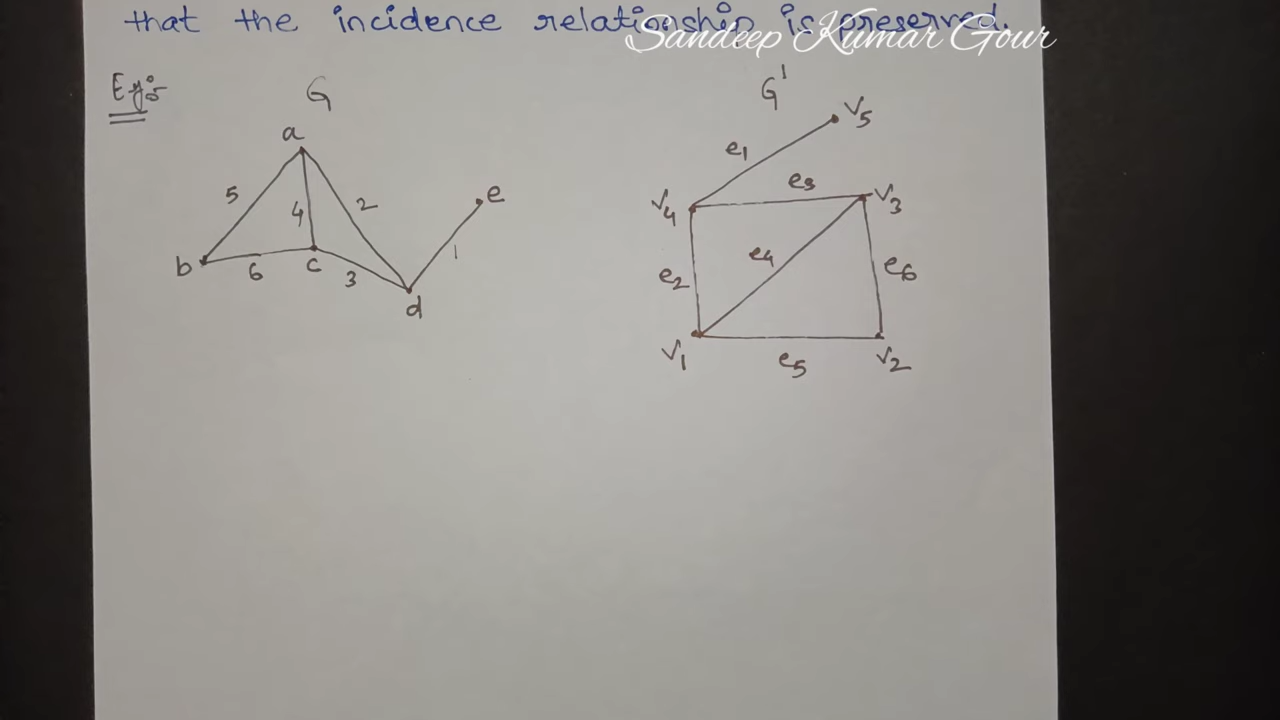 that the incidence relationship is preserved.
Sandeep Kumar Gour
Eg:-
G
G'
a
b
c
d
e
5
4
2
6
3
1
v5
e1
e3
v4
v3
e4
e2
e6
v1
e5
v2